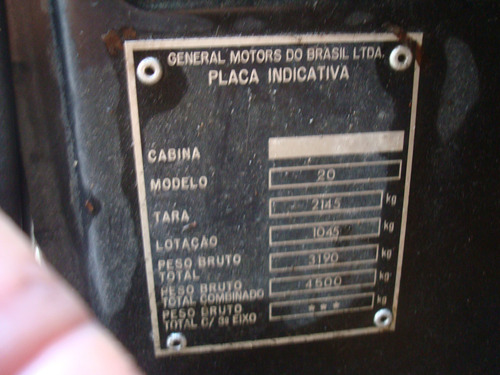 GENERAL MOTORS DO BRASIL LTDA.
PLACA INDICATIVA
CABINA
MODELO 20
TARA 2145 kg
LOTAÇÃO 1045 kg
PESO BRUTO TOTAL 3190 kg
PESO BRUTO TOTAL COMBINADO 4500 kg
PESO BRUTO TOTAL C/ 3º EIXO *** kg